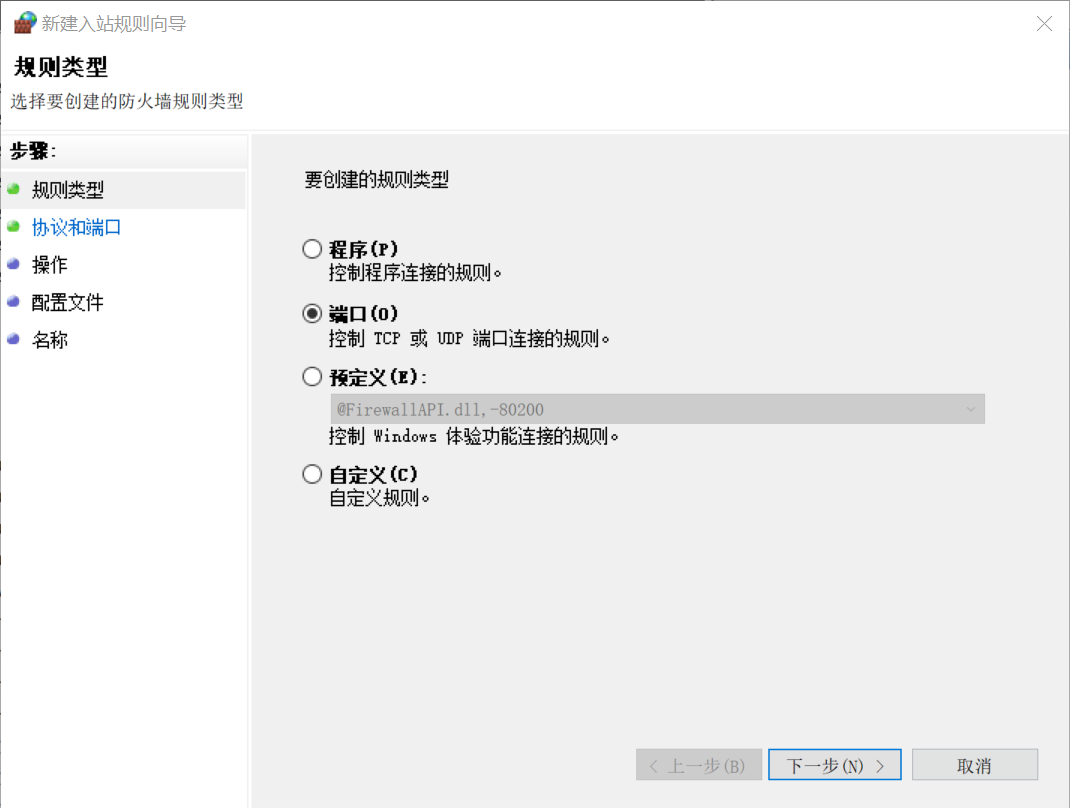 新建入站规则向导
规则类型
选择要创建的防火墙规则类型
步骤:
规则类型
协议和端口
操作
配置文件
名称
要创建的规则类型
程序(P)
控制程序连接的规则。
端口(O)
控制 TCP 或 UDP 端口连接的规则。
预定义(E):
@FirewallAPI.dll,-80200
控制 Windows 体验功能连接的规则。
自定义(C)
自定义规则。
< 上一步(B)
下一步(N) >
取消